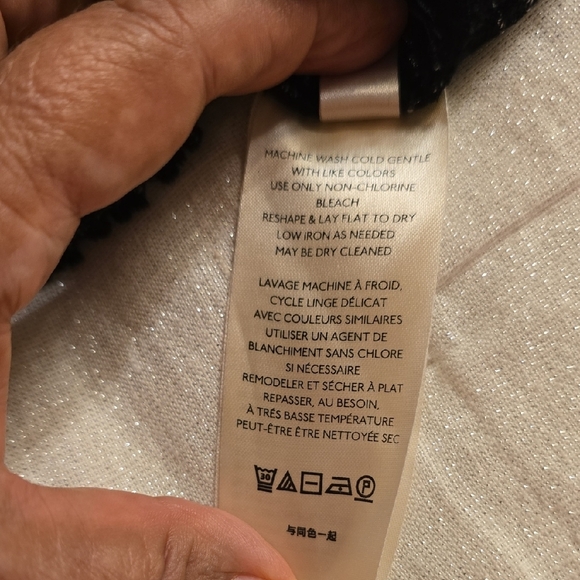 MACHINE WASH COLD GENTLE
WITH LIKE COLORS
USE ONLY NON-CHLORINE
BLEACH
RESHAPE & LAY FLAT TO DRY
LOW IRON AS NEEDED
MAY BE DRY CLEANED
LAVAGE MACHINE À FROID,
CYCLE LINGE DÉLICAT
AVEC COULEURS SIMILAIRES
UTILISER UN AGENT DE
BLANCHIMENT SANS CHLORE
SI NÉCESSAIRE
REMODELER ET SÉCHER À PLAT
REPASSER, AU BESOIN,
À TRÉS BASSE TEMPÉRATURE
PEUT-ÊTRE ÊTRE NETTOYÉE SEC
30 P
与同色一起